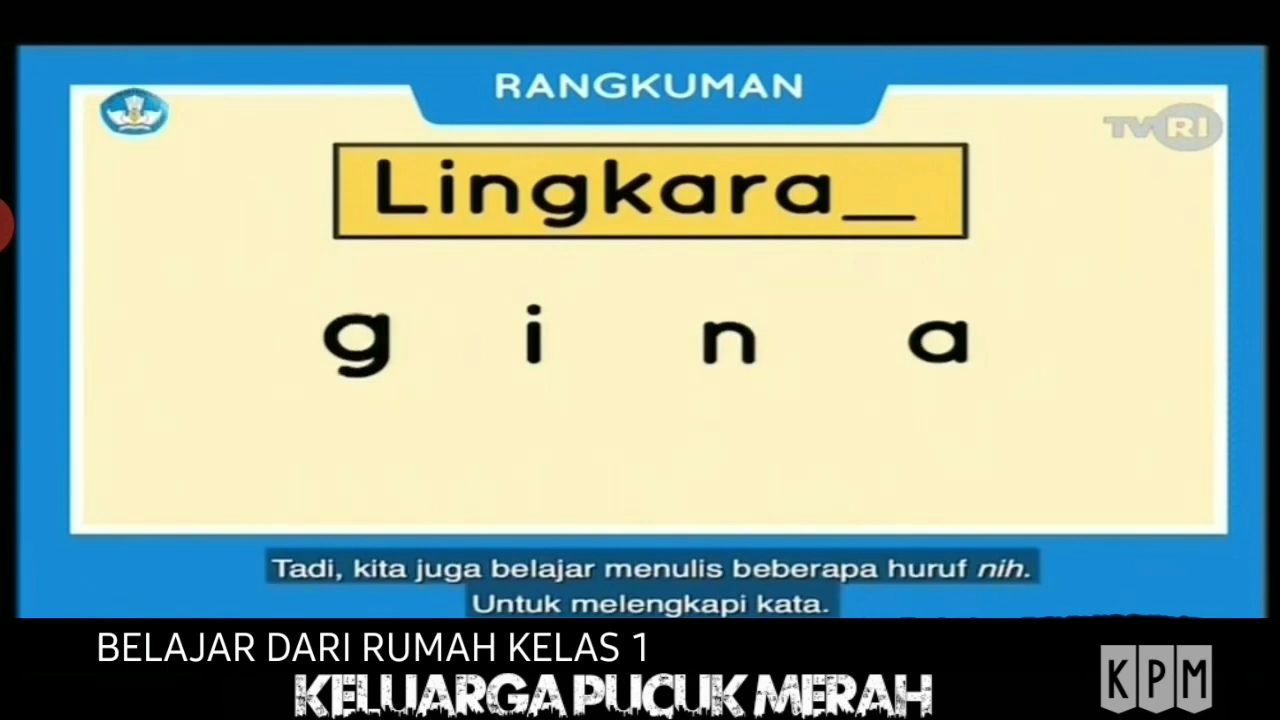 RANGKUMAN
TVRI
Lingkara_
g i n a
Tadi, kita juga belajar menulis beberapa huruf nih.
Untuk melengkapi kata.
BELAJAR DARI RUMAH KELAS 1
KELUARGA PUCUK MERAH
KPM